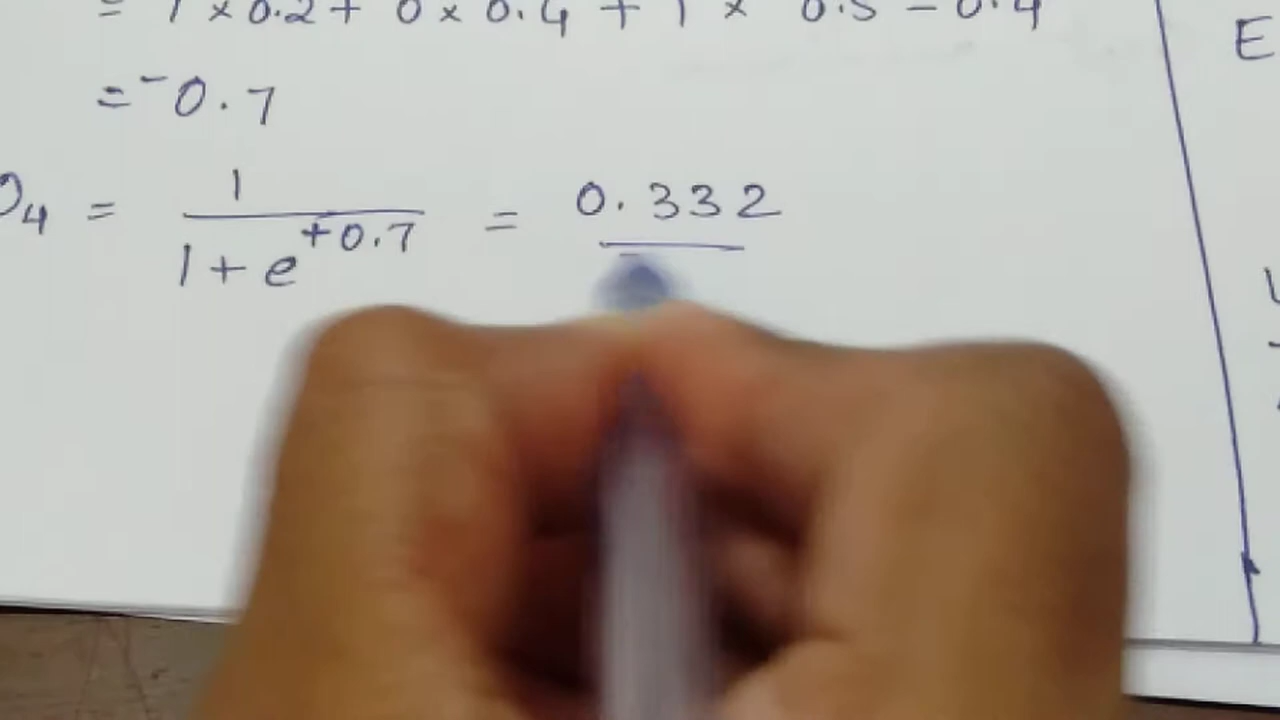 = 1 × 0.2 + 0 × 0.4 + 1 × 0.5 - 0.4
= -0.7
O4 = 1 / 1 + e^+0.7 = 0.332
E